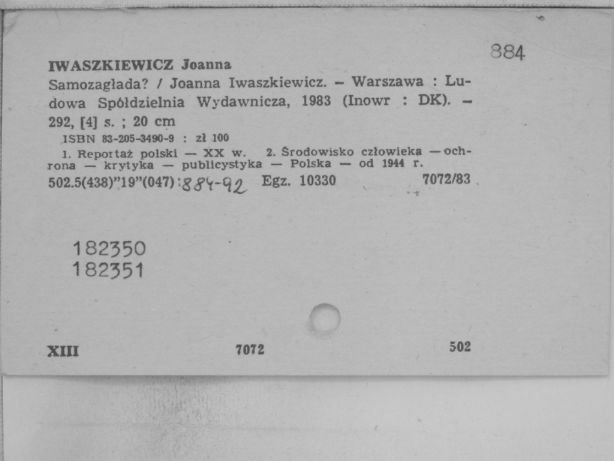 884
IWASZKIEWICZ Joanna
Samozagłada? / Joanna Iwaszkiewicz. — Warszawa : Lu-
dowa Spółdzielnia Wydawnicza, 1983 (Inowr : DK). —
292, [4] s. ; 20 cm
ISBN 83-205-3490-9 : zł 100
1. Reportaż polski — XX w. 2. Środowisko człowieka — och-
rona — krytyka — publicystyka — Polska — od 1944 r.
502.5(438)"19"(047):884-92 Egz. 10330 7072/83
182350
182351
XIII 7072 502